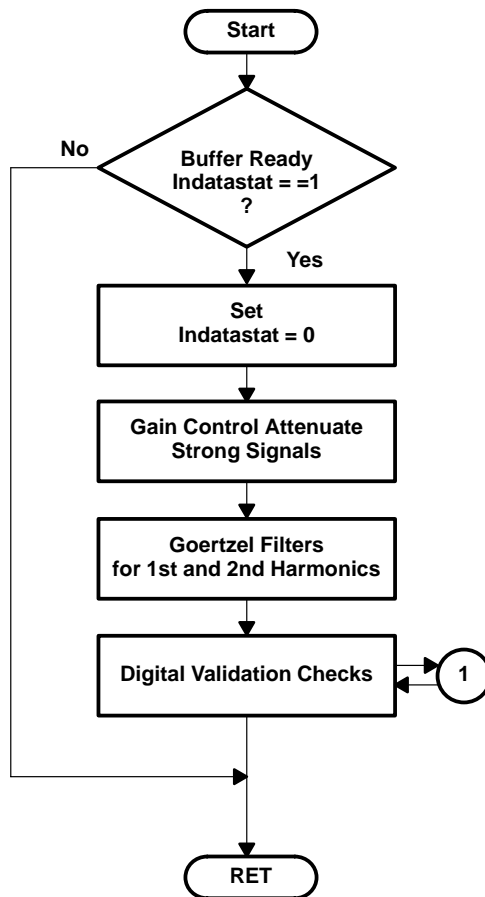 Start
No
Buffer Ready
Indatastat = =1
?
Yes
Set
Indatastat = 0
Gain Control Attenuate
Strong Signals
Goertzel Filters
for 1st and 2nd Harmonics
Digital Validation Checks
1
RET